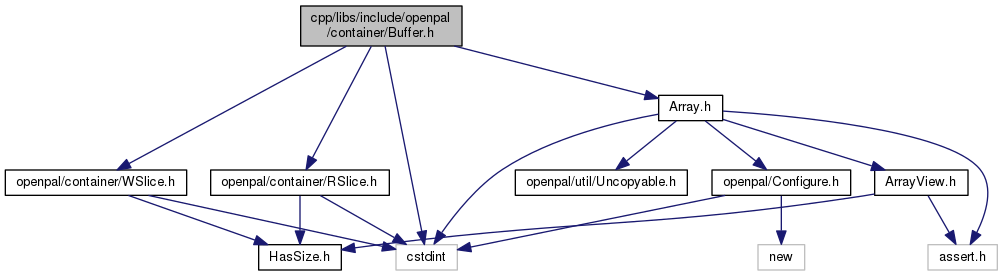 cpp/libs/include/openpal
/container/Buffer.h
Array.h
openpal/container/WSlice.h
openpal/container/RSlice.h
openpal/util/Uncopyable.h
openpal/Configure.h
ArrayView.h
HasSize.h
cstdint
new
assert.h